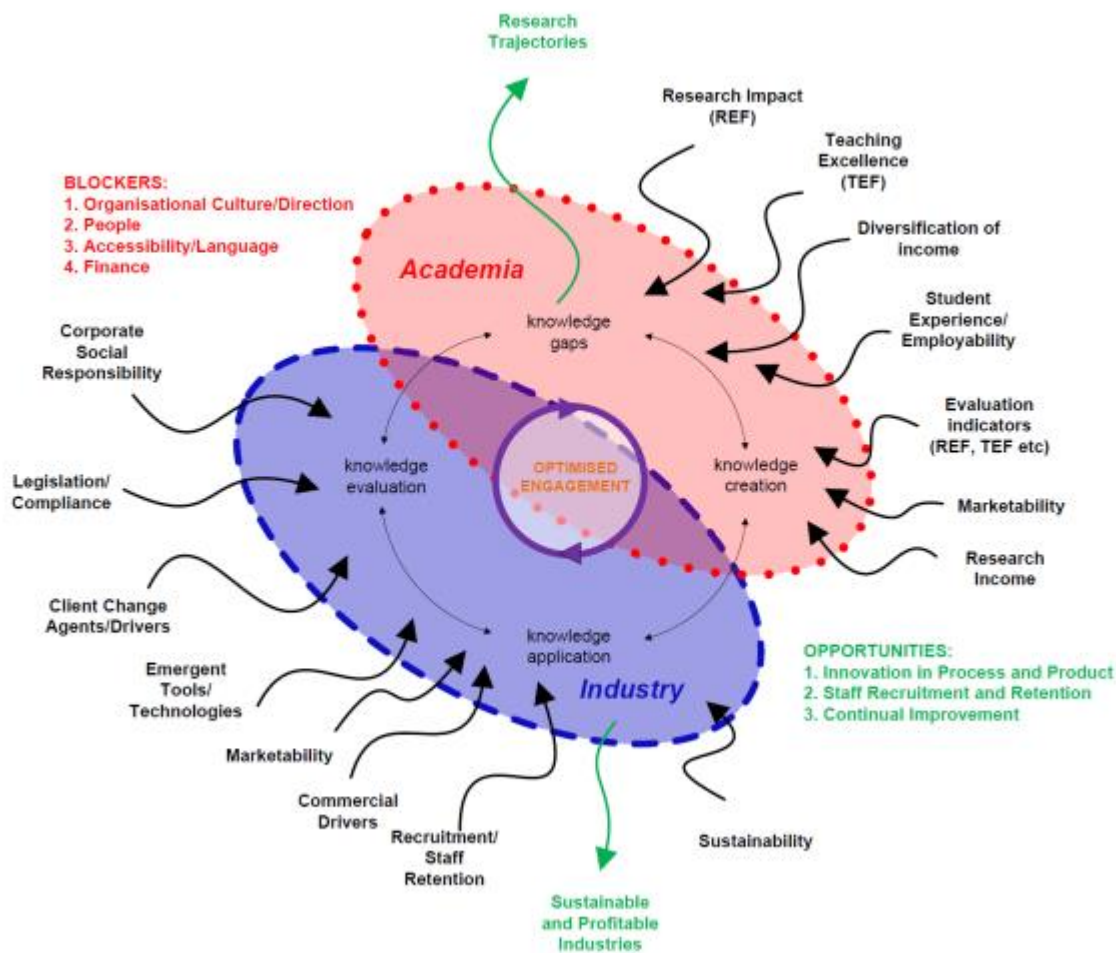 Research
Trajectories
Research Impact
(REF)
Teaching
Excellence
(TEF)
BLOCKERS:
1. Organisational Culture/Direction
2. People
3. Accessibility/Language
4. Finance
Diversification of
income
Academia
Student
Experience/
Employability
knowledge
gaps
Corporate
Social
Responsibility
Evaluation
indicators
(REF, TEF etc)
knowledge
evaluation
OPTIMISED
ENGAGEMENT
knowledge
creation
Legislation/
Compliance
Marketability
Research
Income
Client Change
Agents/Drivers
knowledge
application
OPPORTUNITIES:
1. Innovation in Process and Product
2. Staff Recruitment and Retention
3. Continual Improvement
Emergent
Tools/
Technologies
Industry
Marketability
Commercial
Drivers
Recruitment/
Staff
Retention
Sustainability
Sustainable
and Profitable
Industries